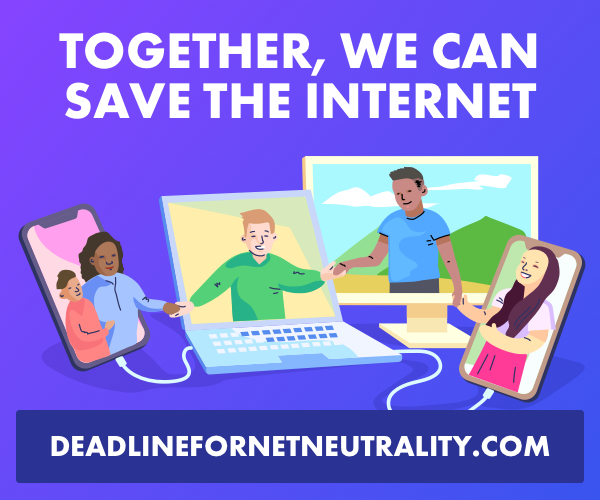 TOGETHER, WE CAN
SAVE THE INTERNET
DEADLINEFORNETNEUTRALITY.COM